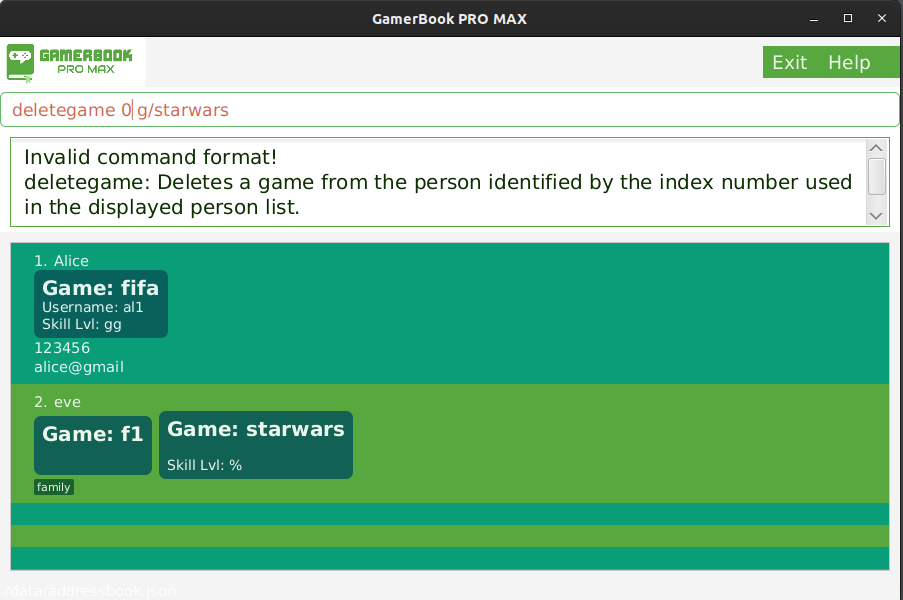 GamerBook PRO MAX
GAMERBOOK
PRO MAX
Exit Help
deletegame 0 g/starwars
Invalid command format!
deletegame: Deletes a game from the person identified by the index number used
in the displayed person list.
1. Alice
Game: fifa
Username: al1
Skill Lvl: gg
123456
alice@gmail
2. eve
Game: f1
Game: starwars
Skill Lvl: %
family
/data/addressbook.json